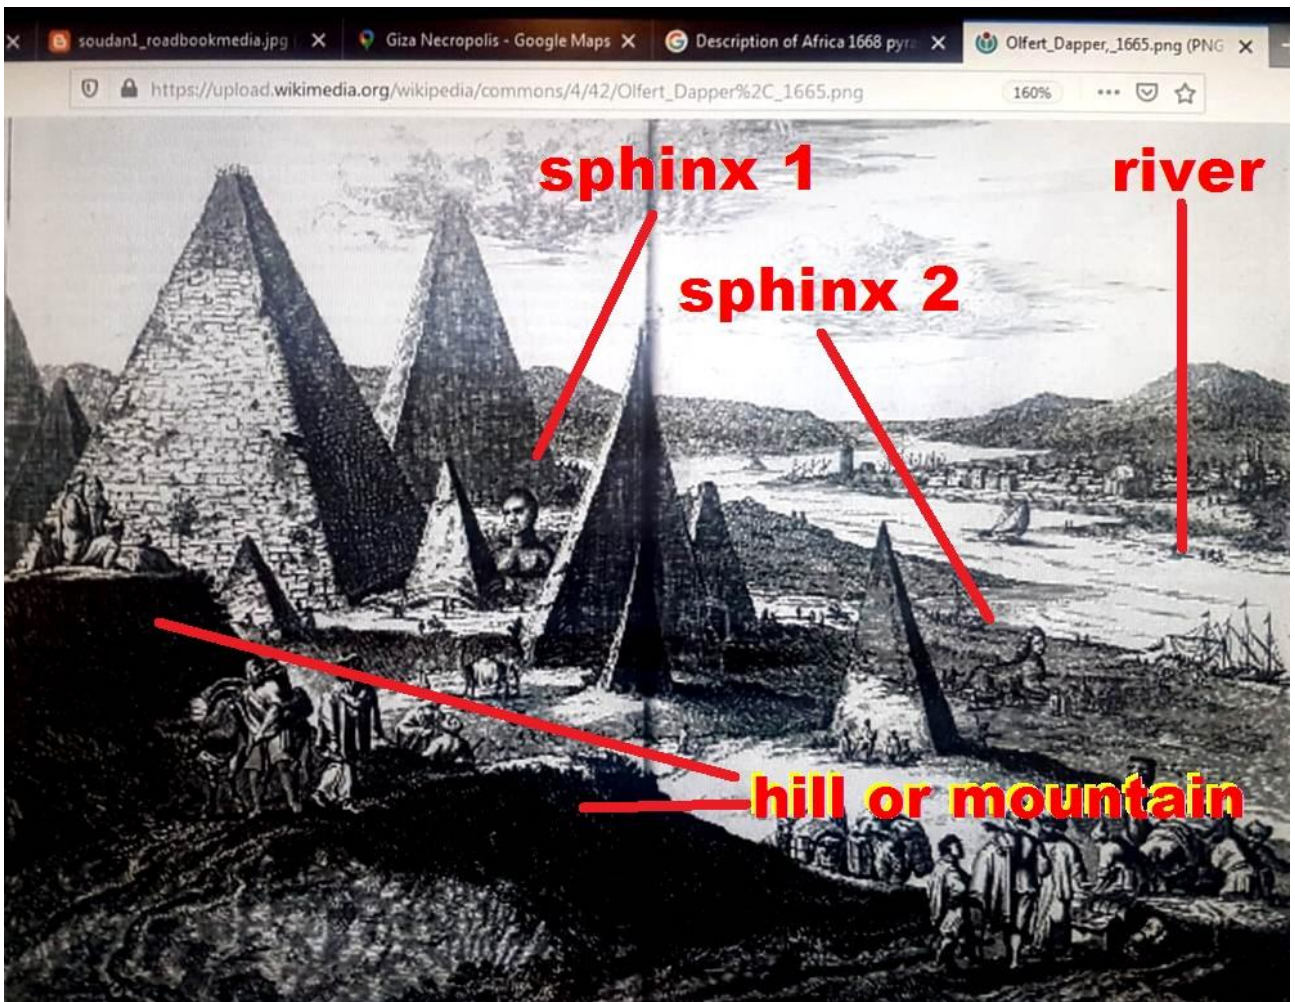 soudan1_roadbookmedia.jpg
Giza Necropolis - Google Maps
Description of Africa 1668 pyra
Olfert_Dapper,_1665.png (PNG
https://upload.wikimedia.org/wikipedia/commons/4/42/Olfert_Dapper%2C_1665.png
160%
sphinx 1
river
sphinx 2
hill or mountain